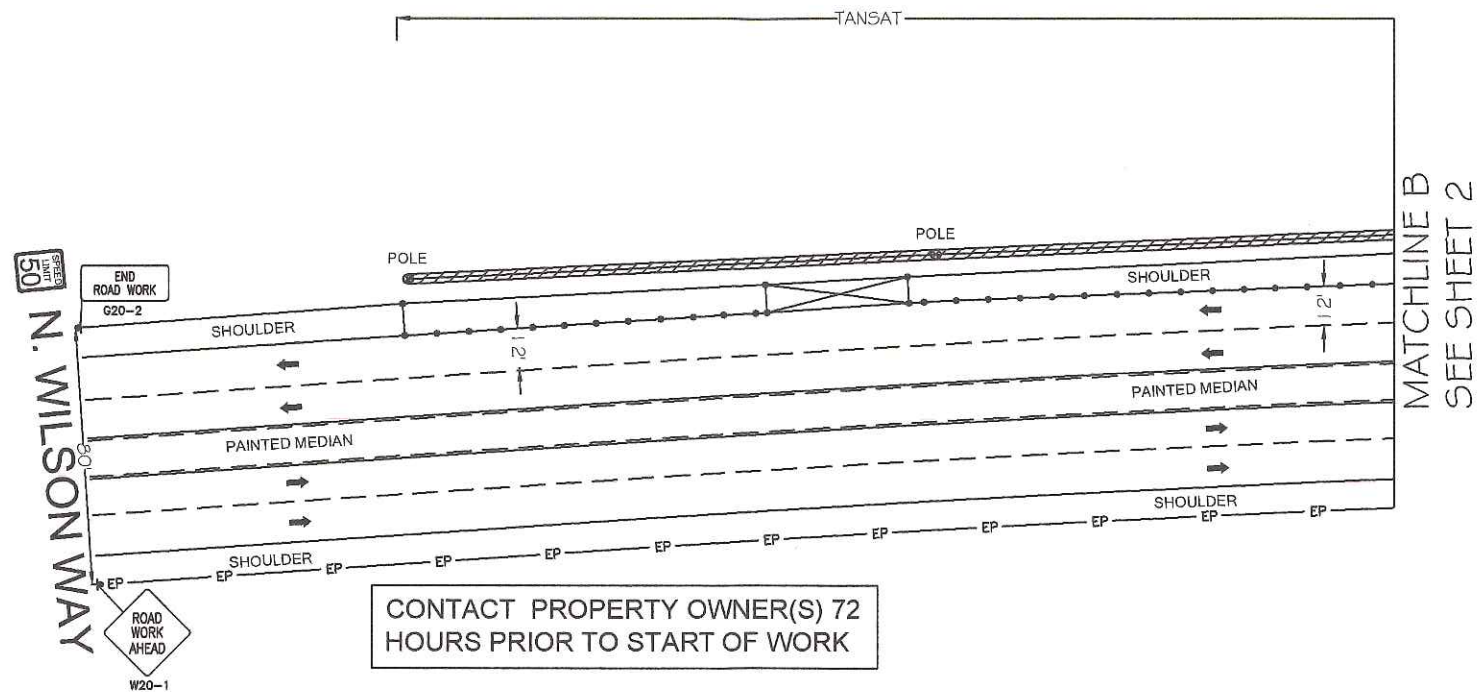 TANSAT
MATCHLINE B
SEE SHEET 2
POLE
POLE
SPEED
LIMIT
50
END
ROAD WORK
G20-2
SHOULDER
SHOULDER
12'
12'
N. WILSON WAY
80'
PAINTED MEDIAN
PAINTED MEDIAN
SHOULDER
SHOULDER
EP EP EP EP EP EP EP EP EP EP EP EP
ROAD
WORK
AHEAD
W20-1
CONTACT PROPERTY OWNER(S) 72
HOURS PRIOR TO START OF WORK